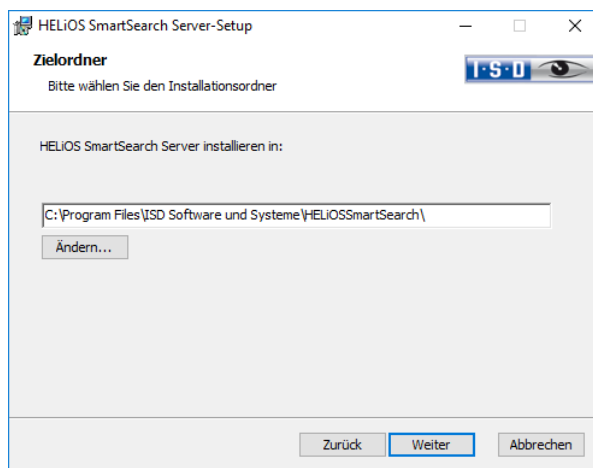 HELiOS SmartSearch Server-Setup
Zielordner
Bitte wählen Sie den Installationsordner
I·S·D
HELiOS SmartSearch Server installieren in:
C:\Program Files\ISD Software und Systeme\HELiOSSmartSearch\
Ändern...
Zurück
Weiter
Abbrechen